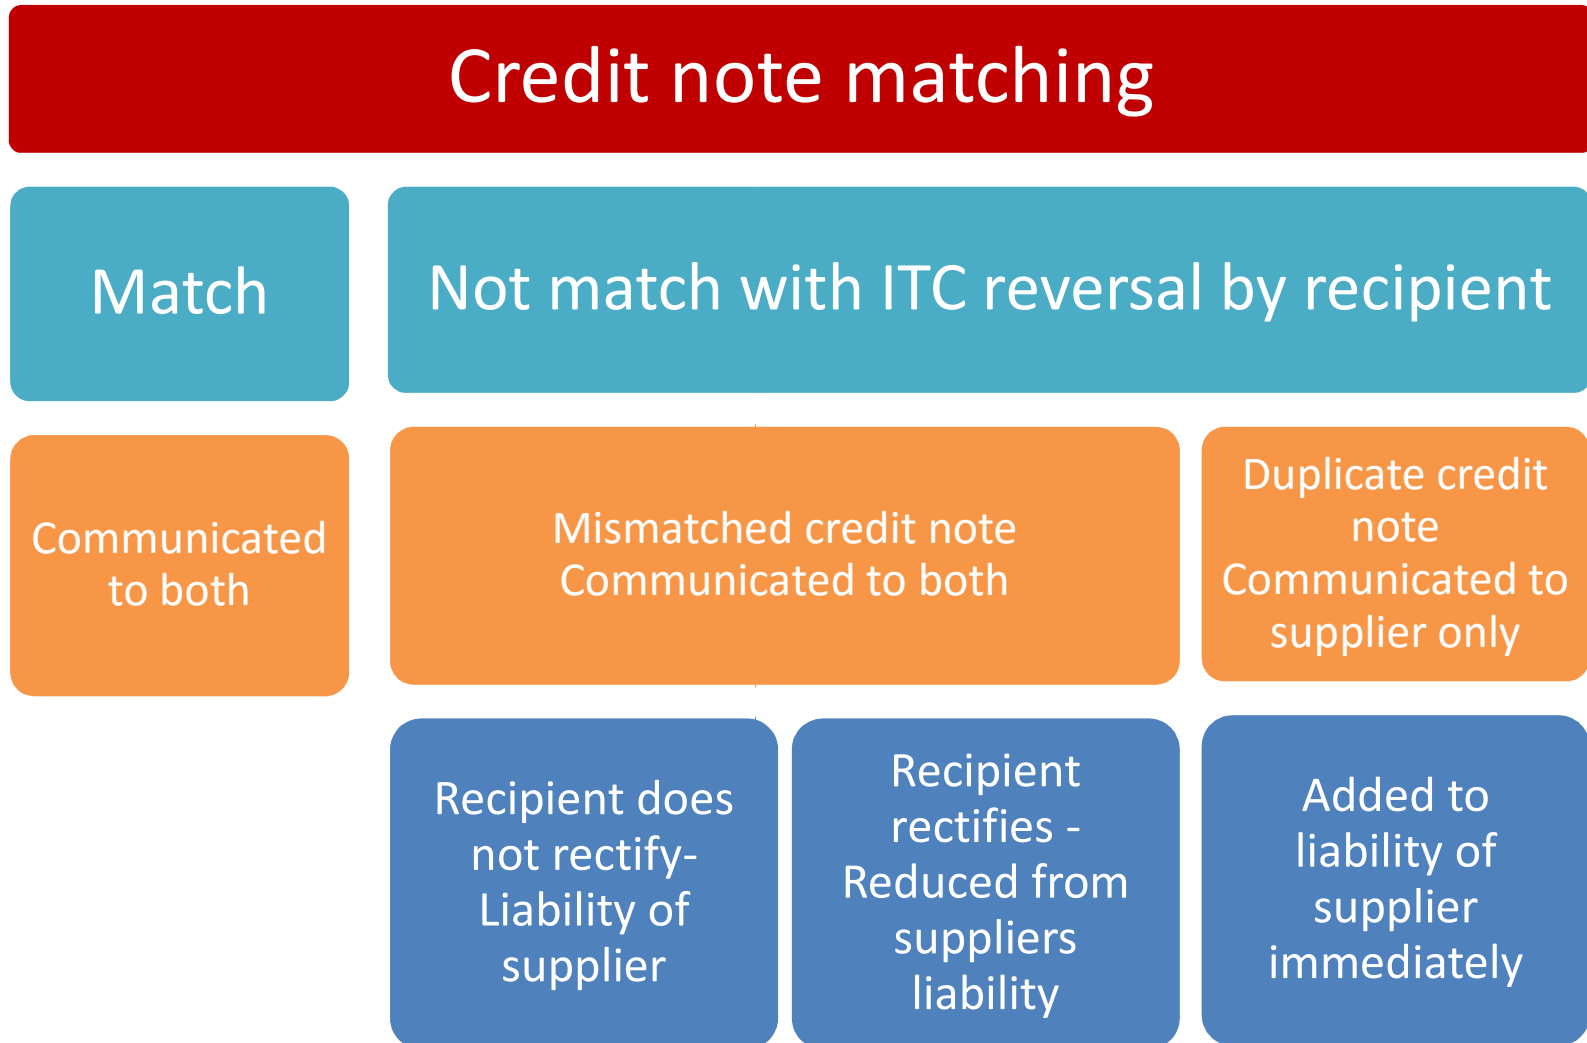 Credit note matching
Match
Not match with ITC reversal by recipient
Communicated
to both
Mismatched credit note
Communicated to both
Duplicate credit
note
Communicated to
supplier only
Recipient does
not rectify-
Liability of
supplier
Recipient
rectifies -
Reduced from
suppliers
liability
Added to
liability of
supplier
immediately